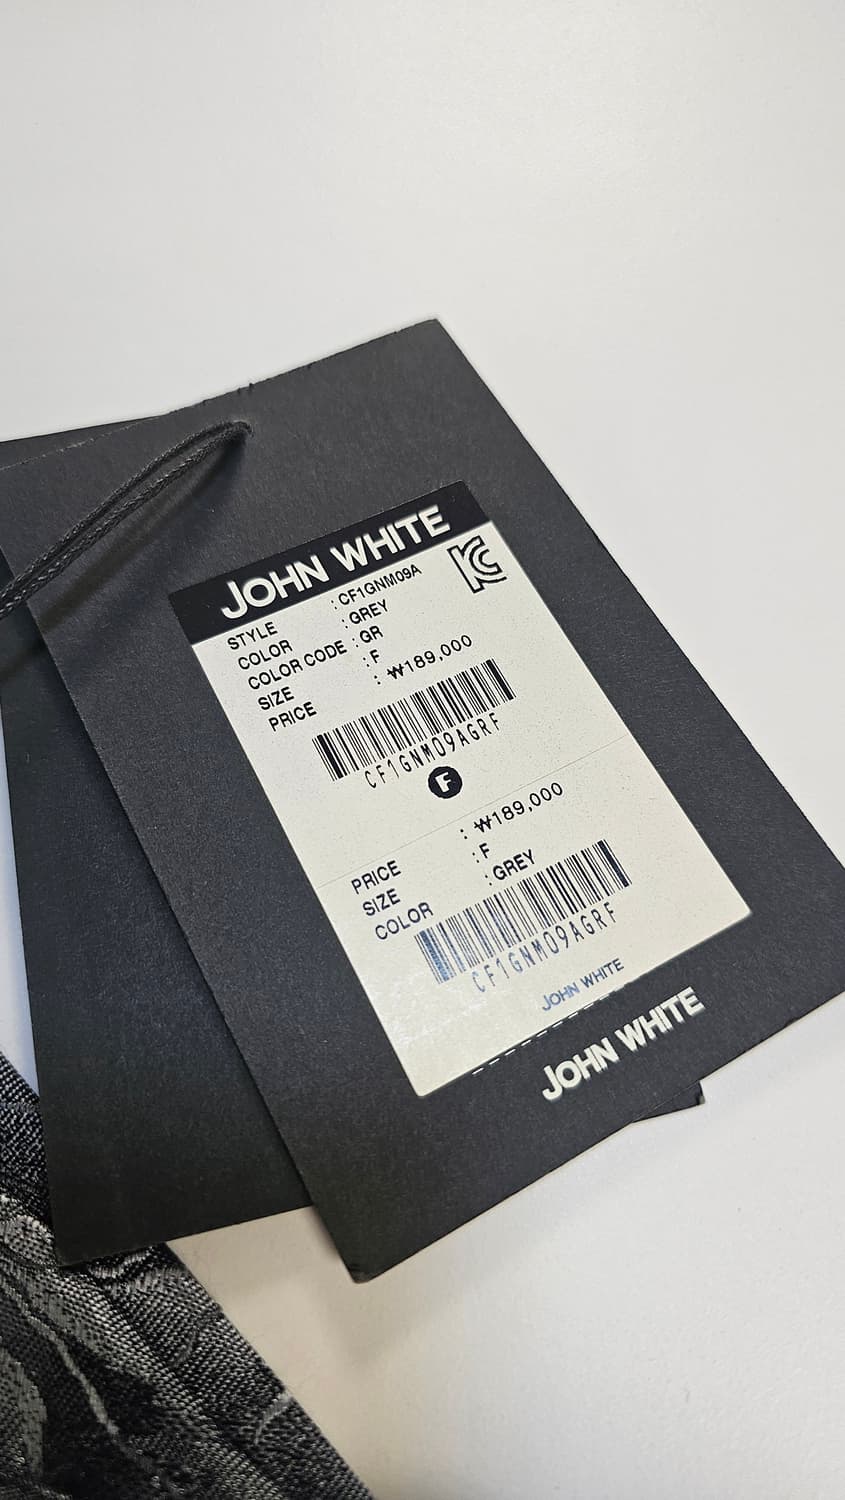 JOHN WHITE
KC
STYLE : CF1GNM09A
COLOR : GREY
COLOR CODE : GR
SIZE : F
PRICE : ₩189,000
CF1GNM09AGRF
F
PRICE : ₩189,000
SIZE : F
COLOR : GREY
CF1GNM09AGRF
JOHN WHITE
JOHN WHITE